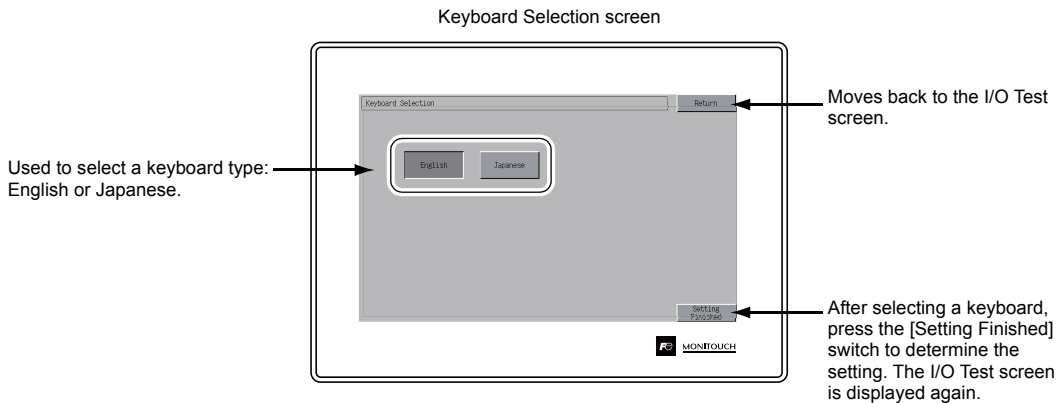 Keyboard Selection screen
Keyboard Selection
Return
Moves back to the I/O Test
screen.
Used to select a keyboard type:
English or Japanese.
English
Japanese
Setting
Finished
After selecting a keyboard,
press the [Setting Finished]
switch to determine the
setting. The I/O Test screen
is displayed again.
Fe MONITOUCH